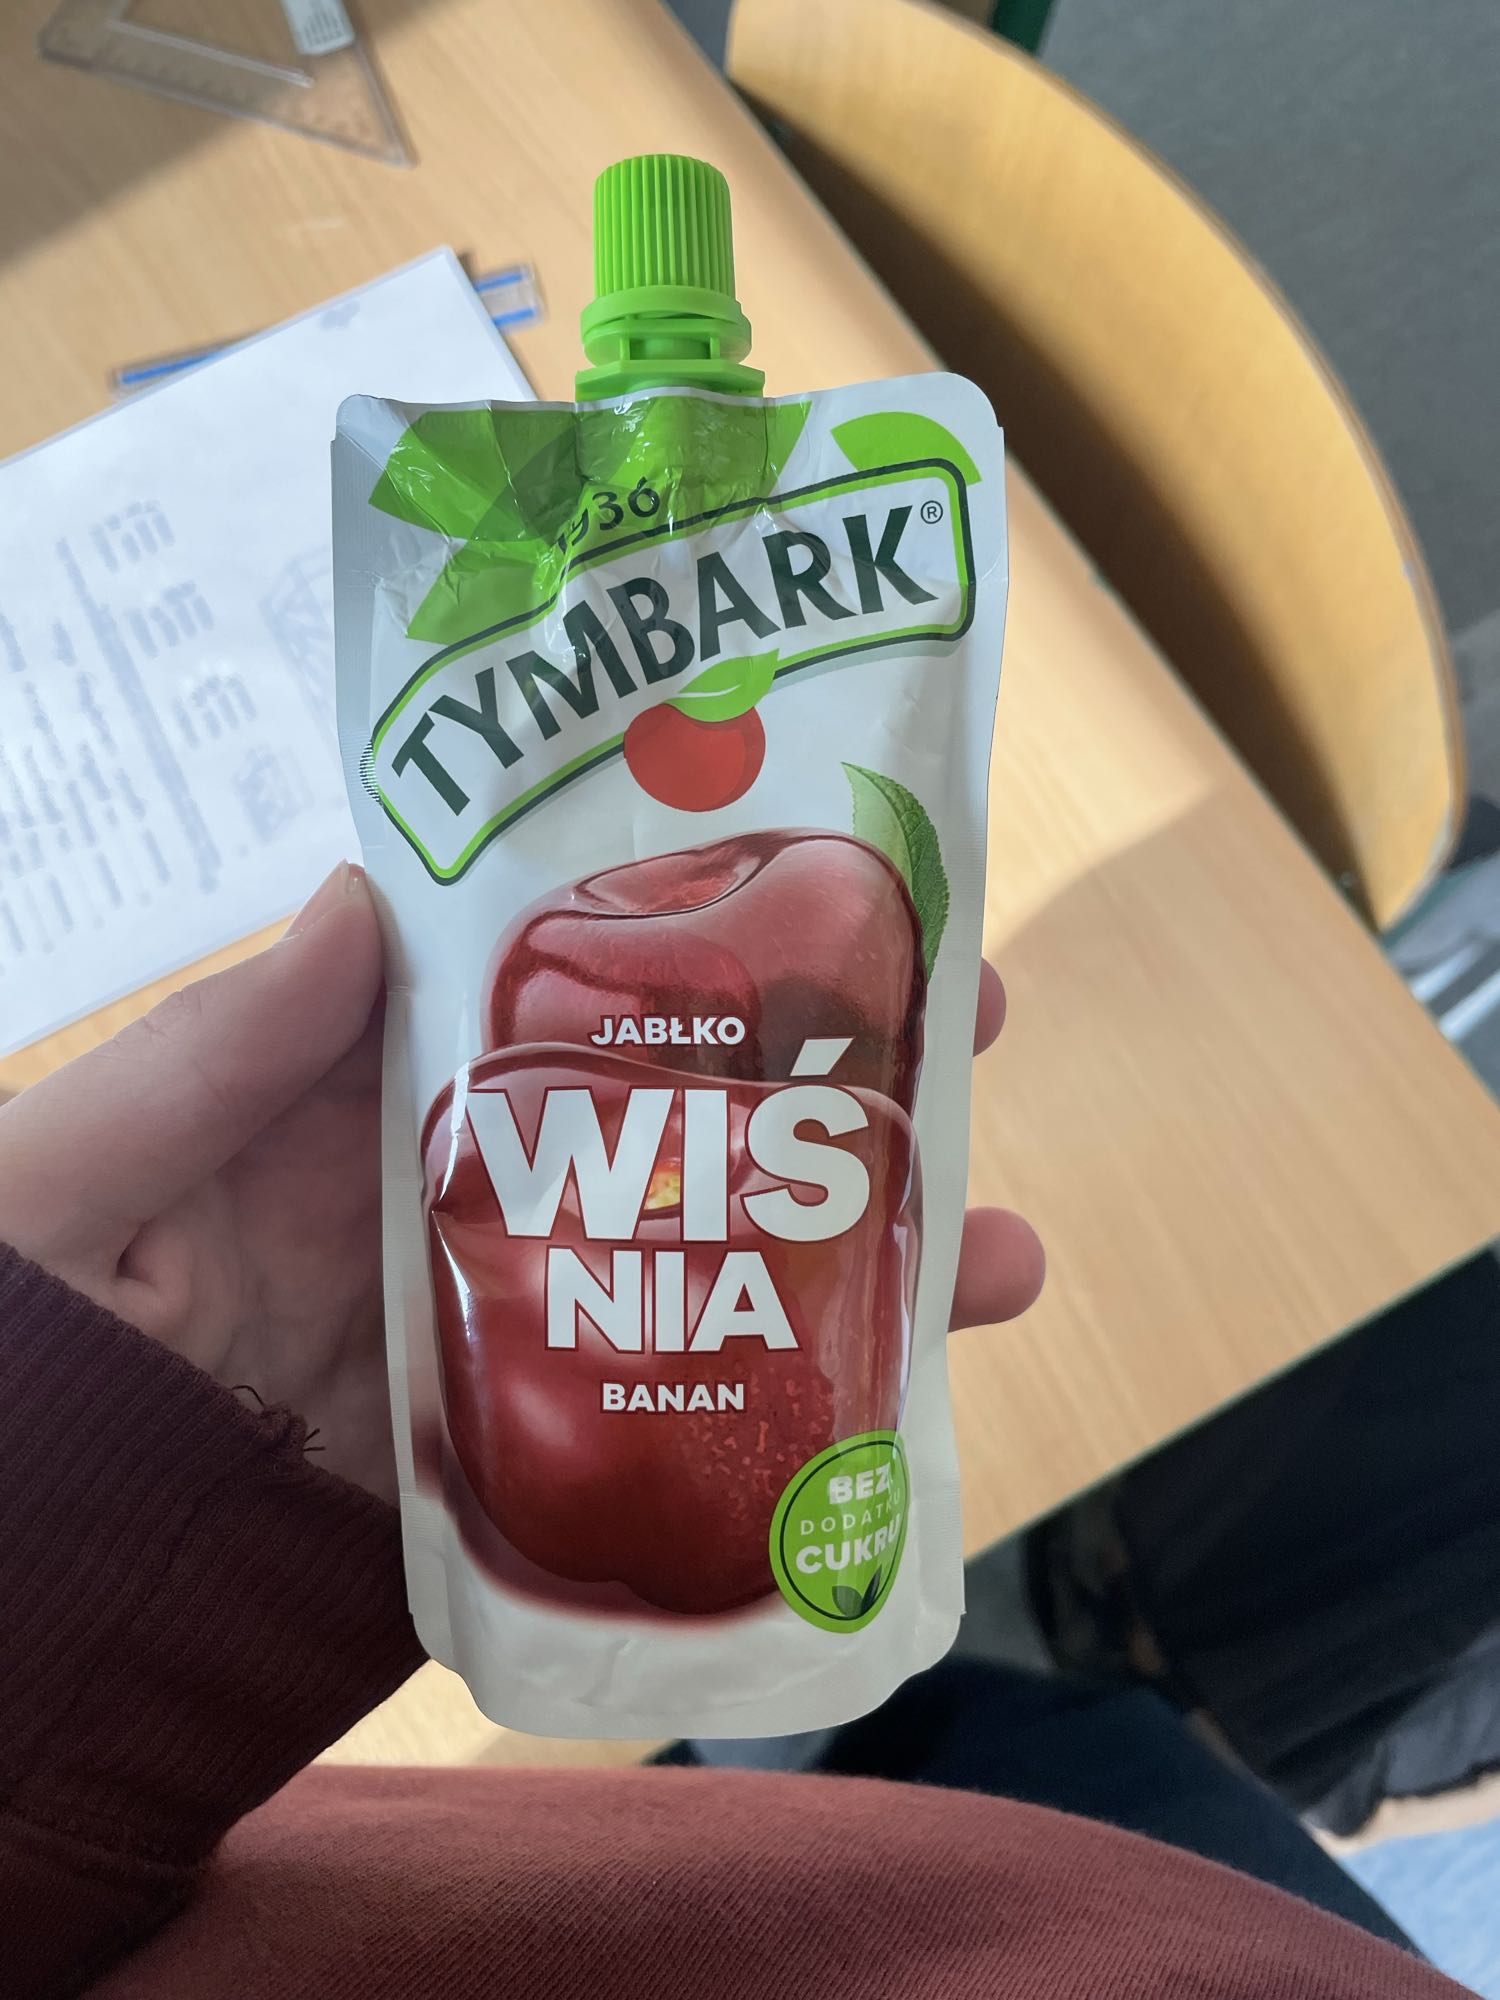 1936
TYMBARK®
JABŁKO
WIŚ
NIA
BANAN
BEZ
DODATKU
CUKRU